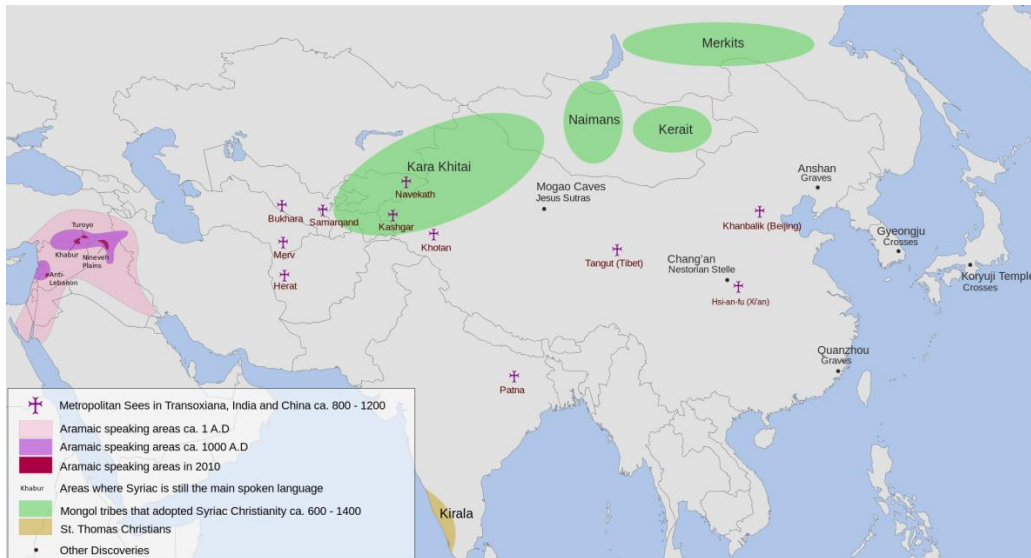 Merkits
Naimans
Kerait
Kara Khitai
Navekath
Mogao Caves
Jesus Sutras
Anshan
Graves
Bukhara
Samarqand
Kashgar
Khanbalik (Beijing)
Turoyo
Khabur
Nineveh
Plains
Merv
Khotan
Gyeongju
Crosses
Anti-
Lebanon
Herat
Tangut (Tibet)
Chang'an
Nestorian Stelle
Koryuji Temple
Crosses
Hsi-an-fu (Xi'an)
Quanzhou
Graves
Patna
Kirala
Metropolitan Sees in Transoxiana, India and China ca. 800 - 1200
Aramaic speaking areas ca. 1 A.D
Aramaic speaking areas ca. 1000 A.D
Aramaic speaking areas in 2010
Khabur Areas where Syriac is still the main spoken language
Mongol tribes that adopted Syriac Christianity ca. 600 - 1400
St. Thomas Christians
Other Discoveries